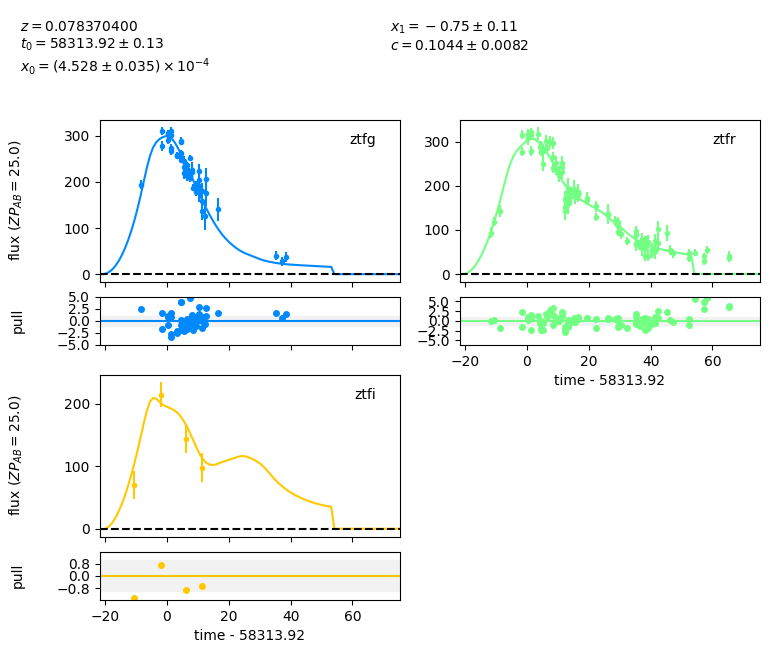 z = 0.078370400
t₀ = 58313.92 ± 0.13
x₀ = (4.528 ± 0.035) × 10⁻⁴
x₁ = −0.75 ± 0.11
c = 0.1044 ± 0.0082
flux (ZP_AB = 25.0)
300
200
100
0
ztfg
pull
5.0
2.5
0.0
−2.5
−5.0
300
200
100
0
ztfr
5.0
2.5
0.0
−2.5
−5.0
−20 0 20 40 60
time - 58313.92
flux (ZP_AB = 25.0)
200
100
0
ztfi
pull
0.8
0.0
−0.8
−20 0 20 40 60
time - 58313.92